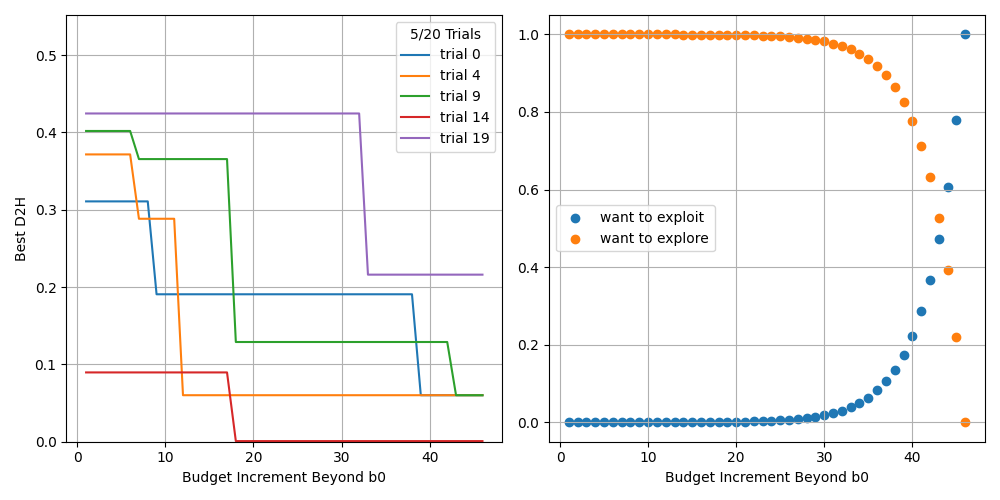 5/20 Trials
trial 0
trial 4
trial 9
trial 14
trial 19
Best D2H
0.5
0.4
0.3
0.2
0.1
0.0
0
10
20
30
40
Budget Increment Beyond b0
1.0
0.8
0.6
0.4
0.2
0.0
want to exploit
want to explore
0
10
20
30
40
Budget Increment Beyond b0